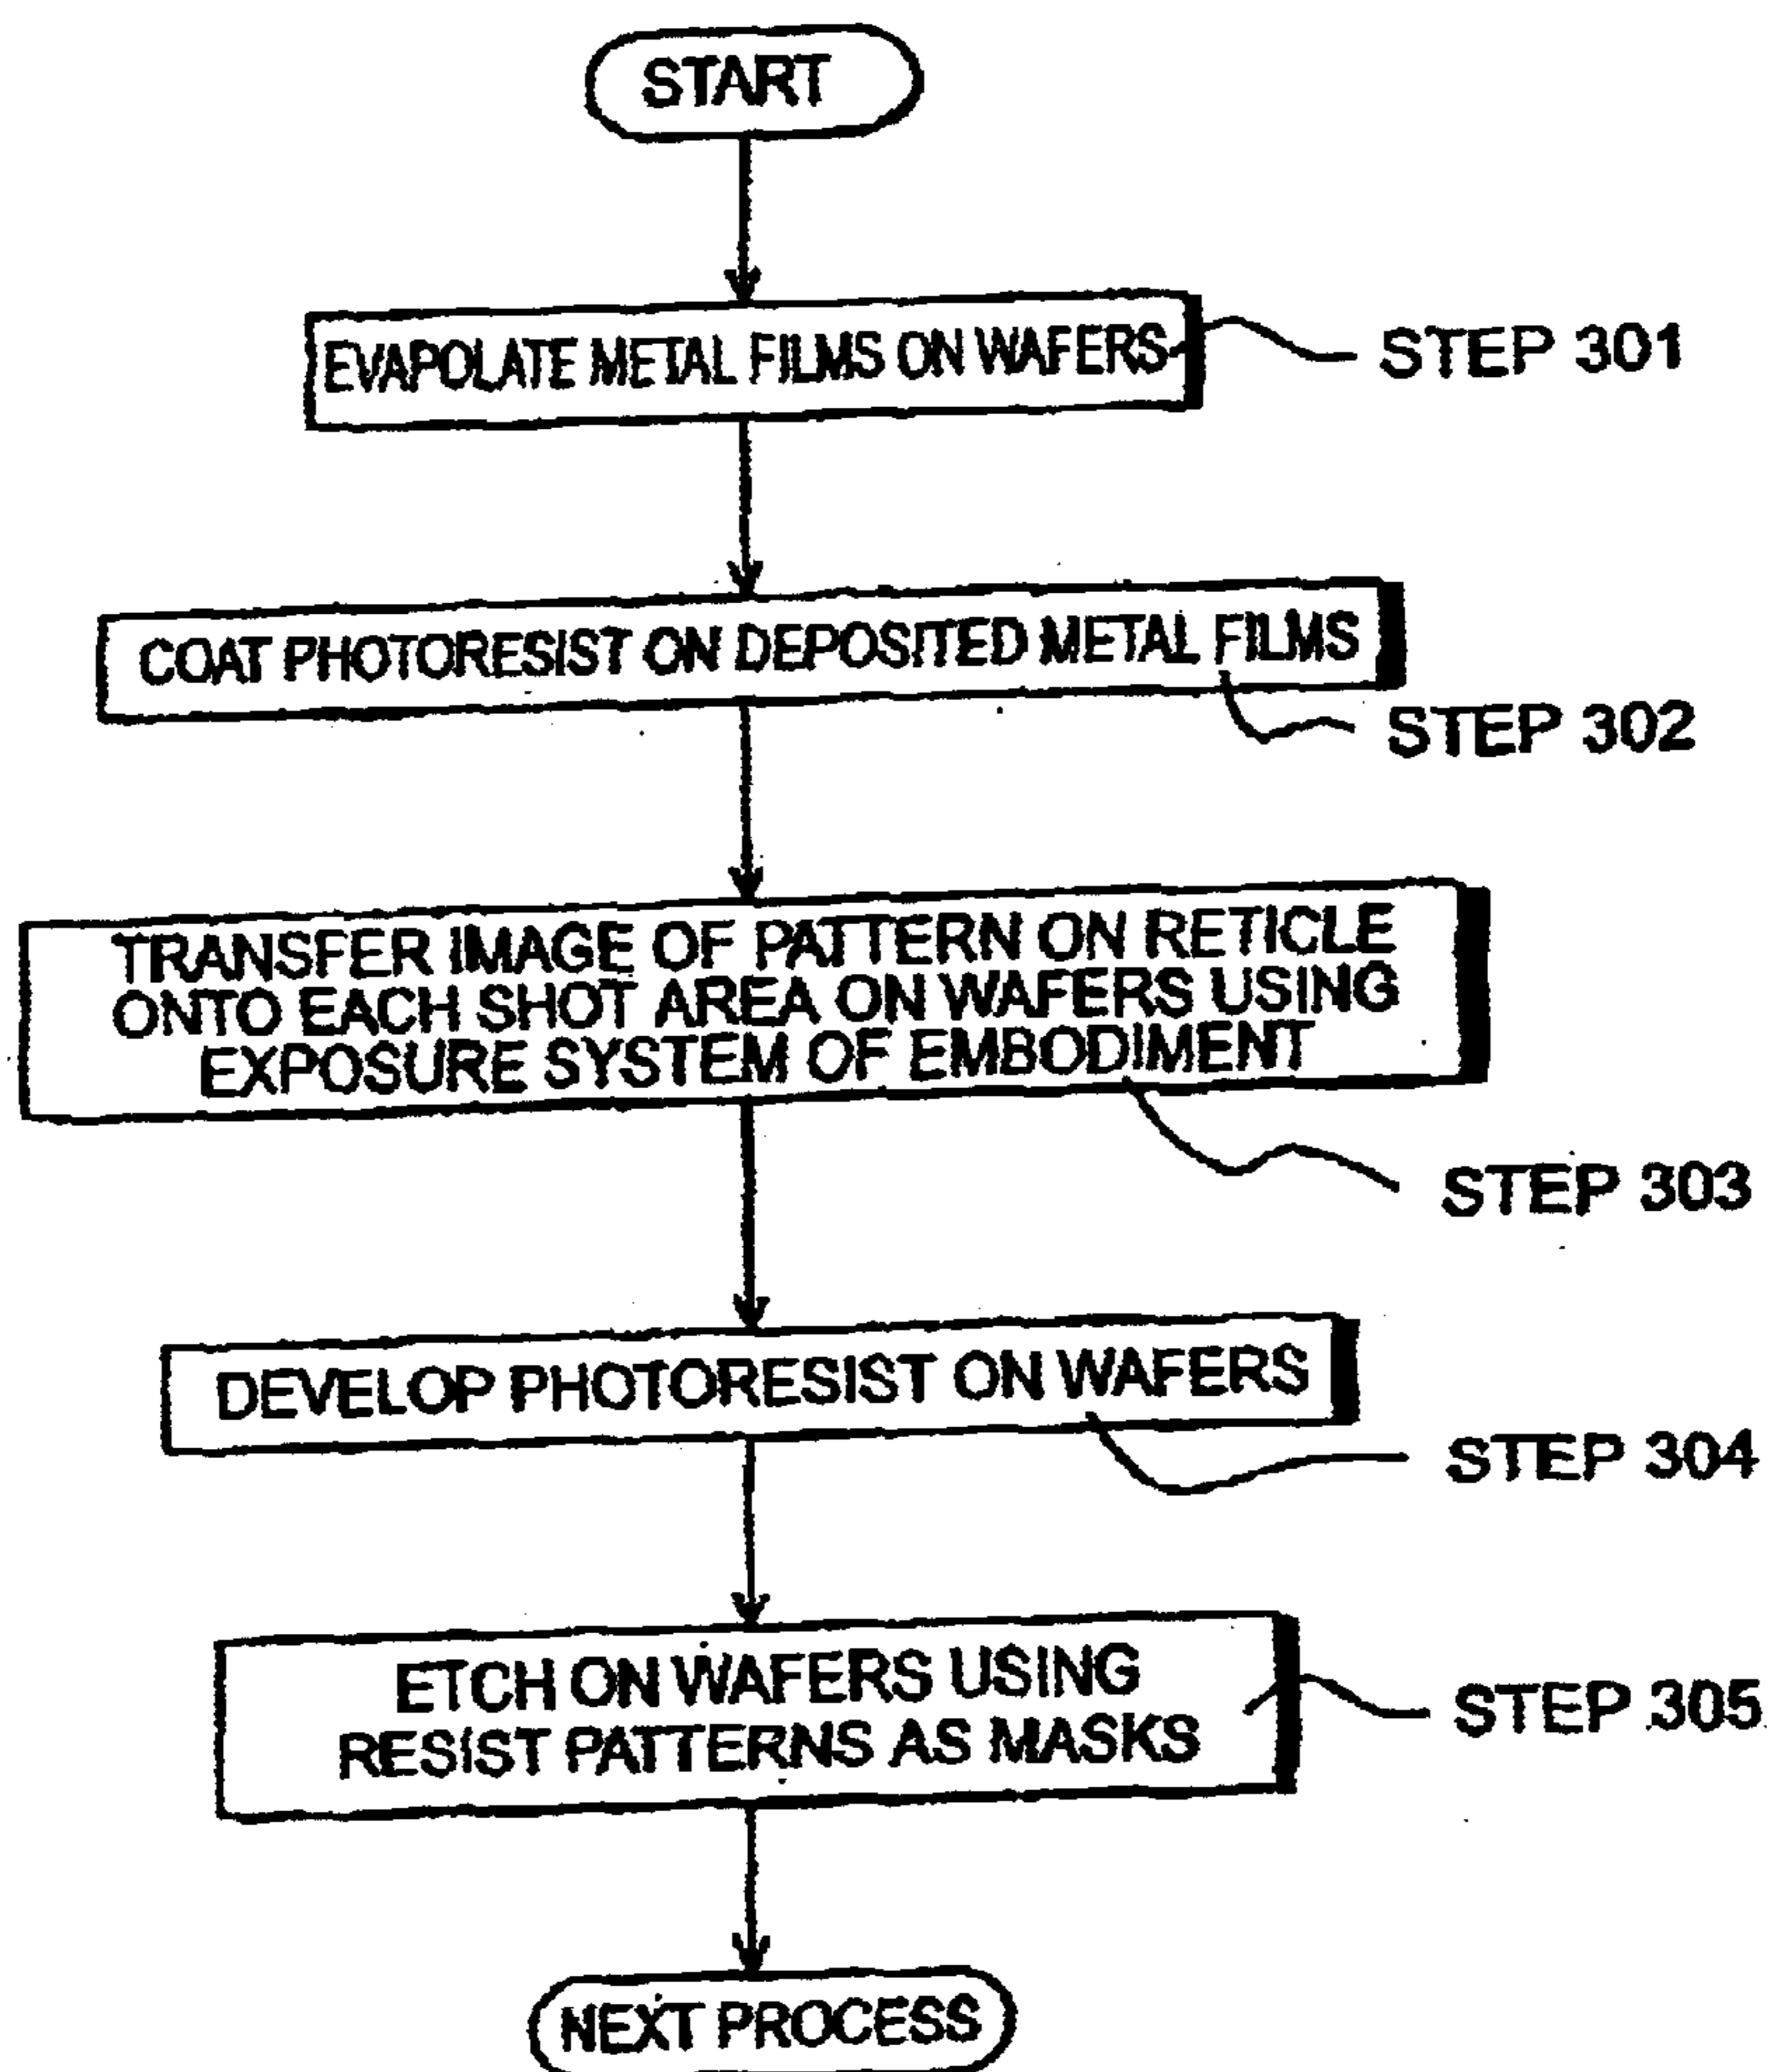 START
EVAPOLATE METAL FILMS ON WAFERS
STEP 301
COAT PHOTORESIST ON DEPOSITED METAL FILMS
STEP 302
TRANSFER IMAGE OF PATTERN ON RETICLE
ONTO EACH SHOT AREA ON WAFERS USING
EXPOSURE SYSTEM OF EMBODIMENT
STEP 303
DEVELOP PHOTORESIST ON WAFERS
STEP 304
ETCH ON WAFERS USING
RESIST PATTERNS AS MASKS
STEP 305
NEXT PROCESS